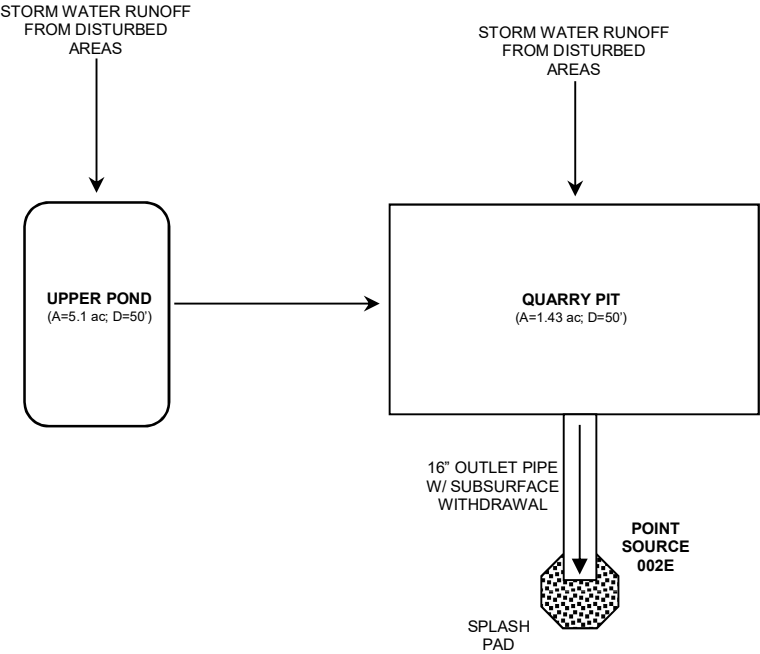 STORM WATER RUNOFF
FROM DISTURBED
AREAS
STORM WATER RUNOFF
FROM DISTURBED
AREAS
UPPER POND
(A=5.1 ac; D=50’)
QUARRY PIT
(A=1.43 ac; D=50’)
16” OUTLET PIPE
W/ SUBSURFACE
WITHDRAWAL
POINT
SOURCE
002E
SPLASH
PAD